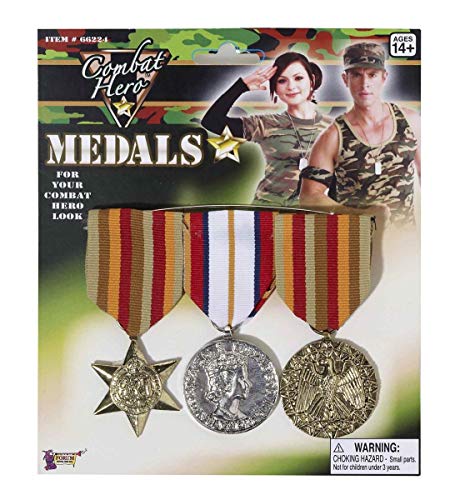 ITEM # 66224
AGES
14+
Combat
Hero
MEDALS
FOR
YOUR
COMBAT
HERO
LOOK
FORUM
WARNING:
CHOKING HAZARD - Small parts.
Not for children under 3 years.